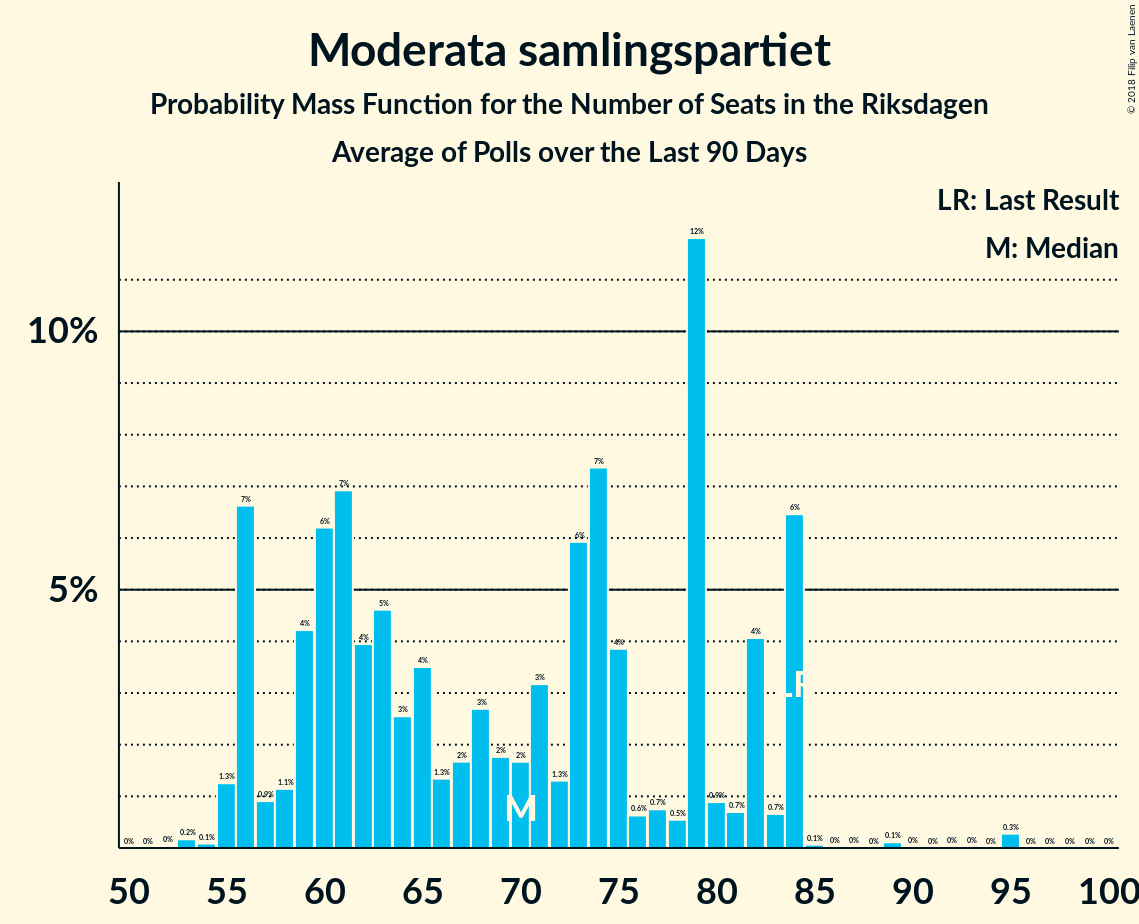 Moderata samlingspartiet
Probability Mass Function for the Number of Seats in the Riksdagen
Average of Polls over the Last 90 Days
© 2018 Filip van Laenen
LR: Last Result
M: Median
10%
5%
0% 0% 0% 0.2% 0.1% 1.3% 7% 0.9% 1.1% 4% 6% 7% 4% 5% 3% 4% 1.3% 2% 3% 2% 2% 3% 1.3% 6% 7% 4% 0.6% 0.7% 0.5% 12% 0.9% 0.7% 4% 0.7% 6% 0.1% 0% 0% 0% 0.1% 0% 0% 0% 0% 0% 0.3% 0% 0% 0% 0% 0%
M
LR
50 55 60 65 70 75 80 85 90 95 100